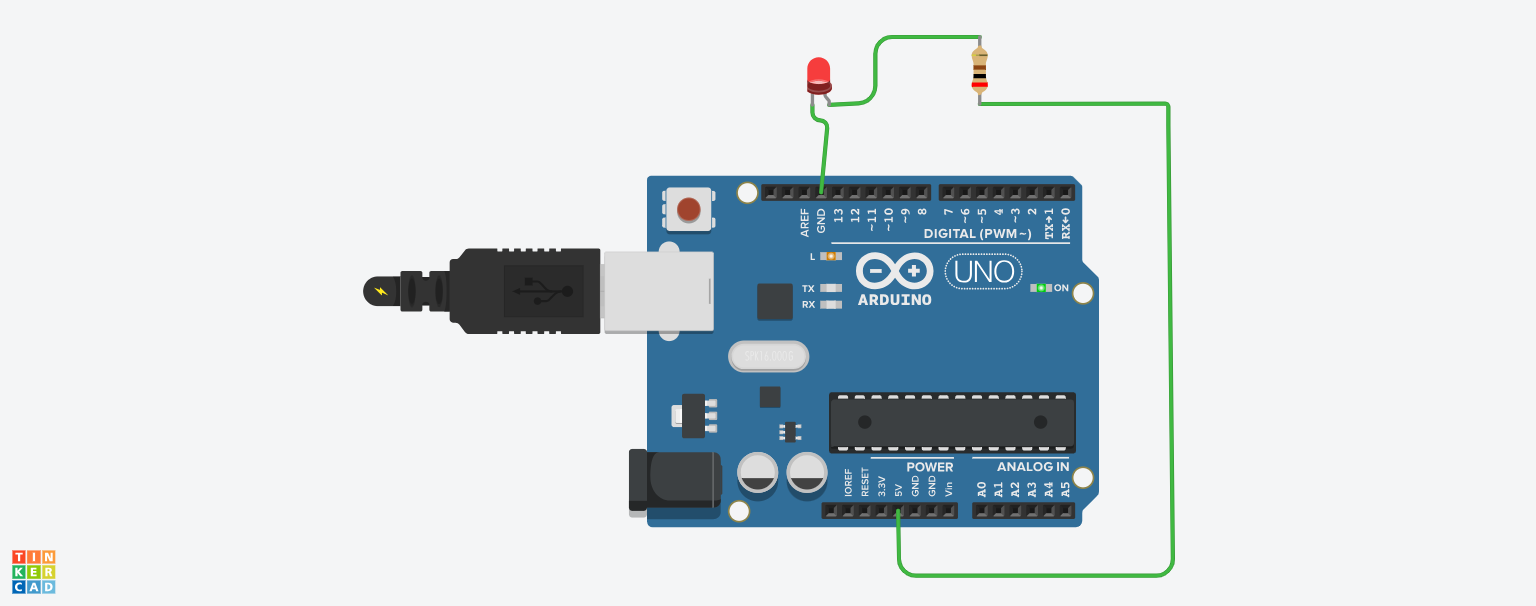 AREF
GND
13
12
~11
~10
~9
8
7
~6
~5
4
~3
2
TX→1
RX←0
DIGITAL (PWM~)
L
TX
RX
ARDUINO
UNO
ON
POWER
ANALOG IN
IOREF
RESET
3.3V
5V
GND
GND
Vin
A0
A1
A2
A3
A4
A5
TIN
KER
CAD